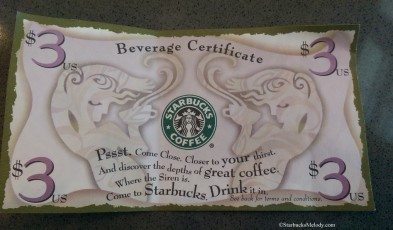 $3 US
Beverage Certificate
$3 US
STARBUCKS
COFFEE
®
Pssst. Come Close. Closer to your thirst.
And discover the depths of great coffee.
Where the Siren is.
Come to Starbucks. Drink it in.
See back for terms and conditions.
$3 US
$3 US
©StarbucksMelody.com